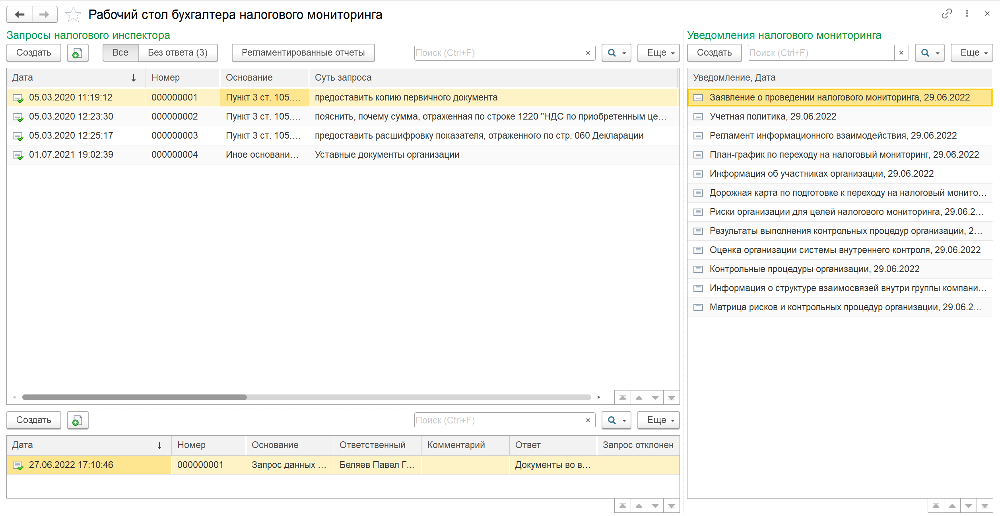 Рабочий стол бухгалтера налогового мониторинга
Запросы налогового инспектора
Создать
Все
Без ответа (3)
Регламентированные отчеты
Поиск (Ctrl+F)
×
Еще
Дата
Номер
Основание
Суть запроса
05.03.2020 11:19:12 000000001 Пункт 3 ст. 105.... предоставить копию первичного документа
05.03.2020 12:23:30 000000002 Пункт 3 ст. 105.... пояснить, почему сумма, отраженная по строке 1220 "НДС по приобретенным це...
05.03.2020 12:25:17 000000003 Пункт 3 ст. 105.... предоставить расшифровку показателя, отраженного по стр. 060 Декларации
01.07.2021 19:02:39 000000004 Иное основани... Уставные документы организации
Создать
Поиск (Ctrl+F)
×
Еще
Дата
Номер
Основание
Ответственный
Комментарий
Ответ
Запрос отклонен
27.06.2022 17:10:46 000000001 Запрос данных ... Беляев Павел Г... Документы во в...
Уведомления налогового мониторинга
Создать
Поиск (Ctrl+F)
×
Еще
Уведомление, Дата
Заявление о проведении налогового мониторинга, 29.06.2022
Учетная политика, 29.06.2022
Регламент информационного взаимодействия, 29.06.2022
План-график по переходу на налоговый мониторинг, 29.06.2022
Информация об участниках организации, 29.06.2022
Дорожная карта по подготовке к переходу на налоговый монито...
Риски организации для целей налогового мониторинга, 29.06.2...
Результаты выполнения контрольных процедур организации, 2...
Оценка организации системы внутреннего контроля, 29.06.2022
Контрольные процедуры организации, 29.06.2022
Информация о структуре взаимосвязей внутри группы компани...
Матрица рисков и контрольных процедур организации, 29.06.2...